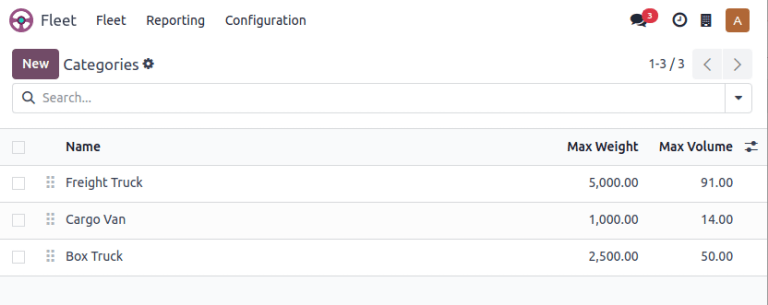 Fleet Fleet Reporting Configuration 3 A
New Categories 1-3 / 3
Search...
Name Max Weight Max Volume
Freight Truck 5,000.00 91.00
Cargo Van 1,000.00 14.00
Box Truck 2,500.00 50.00